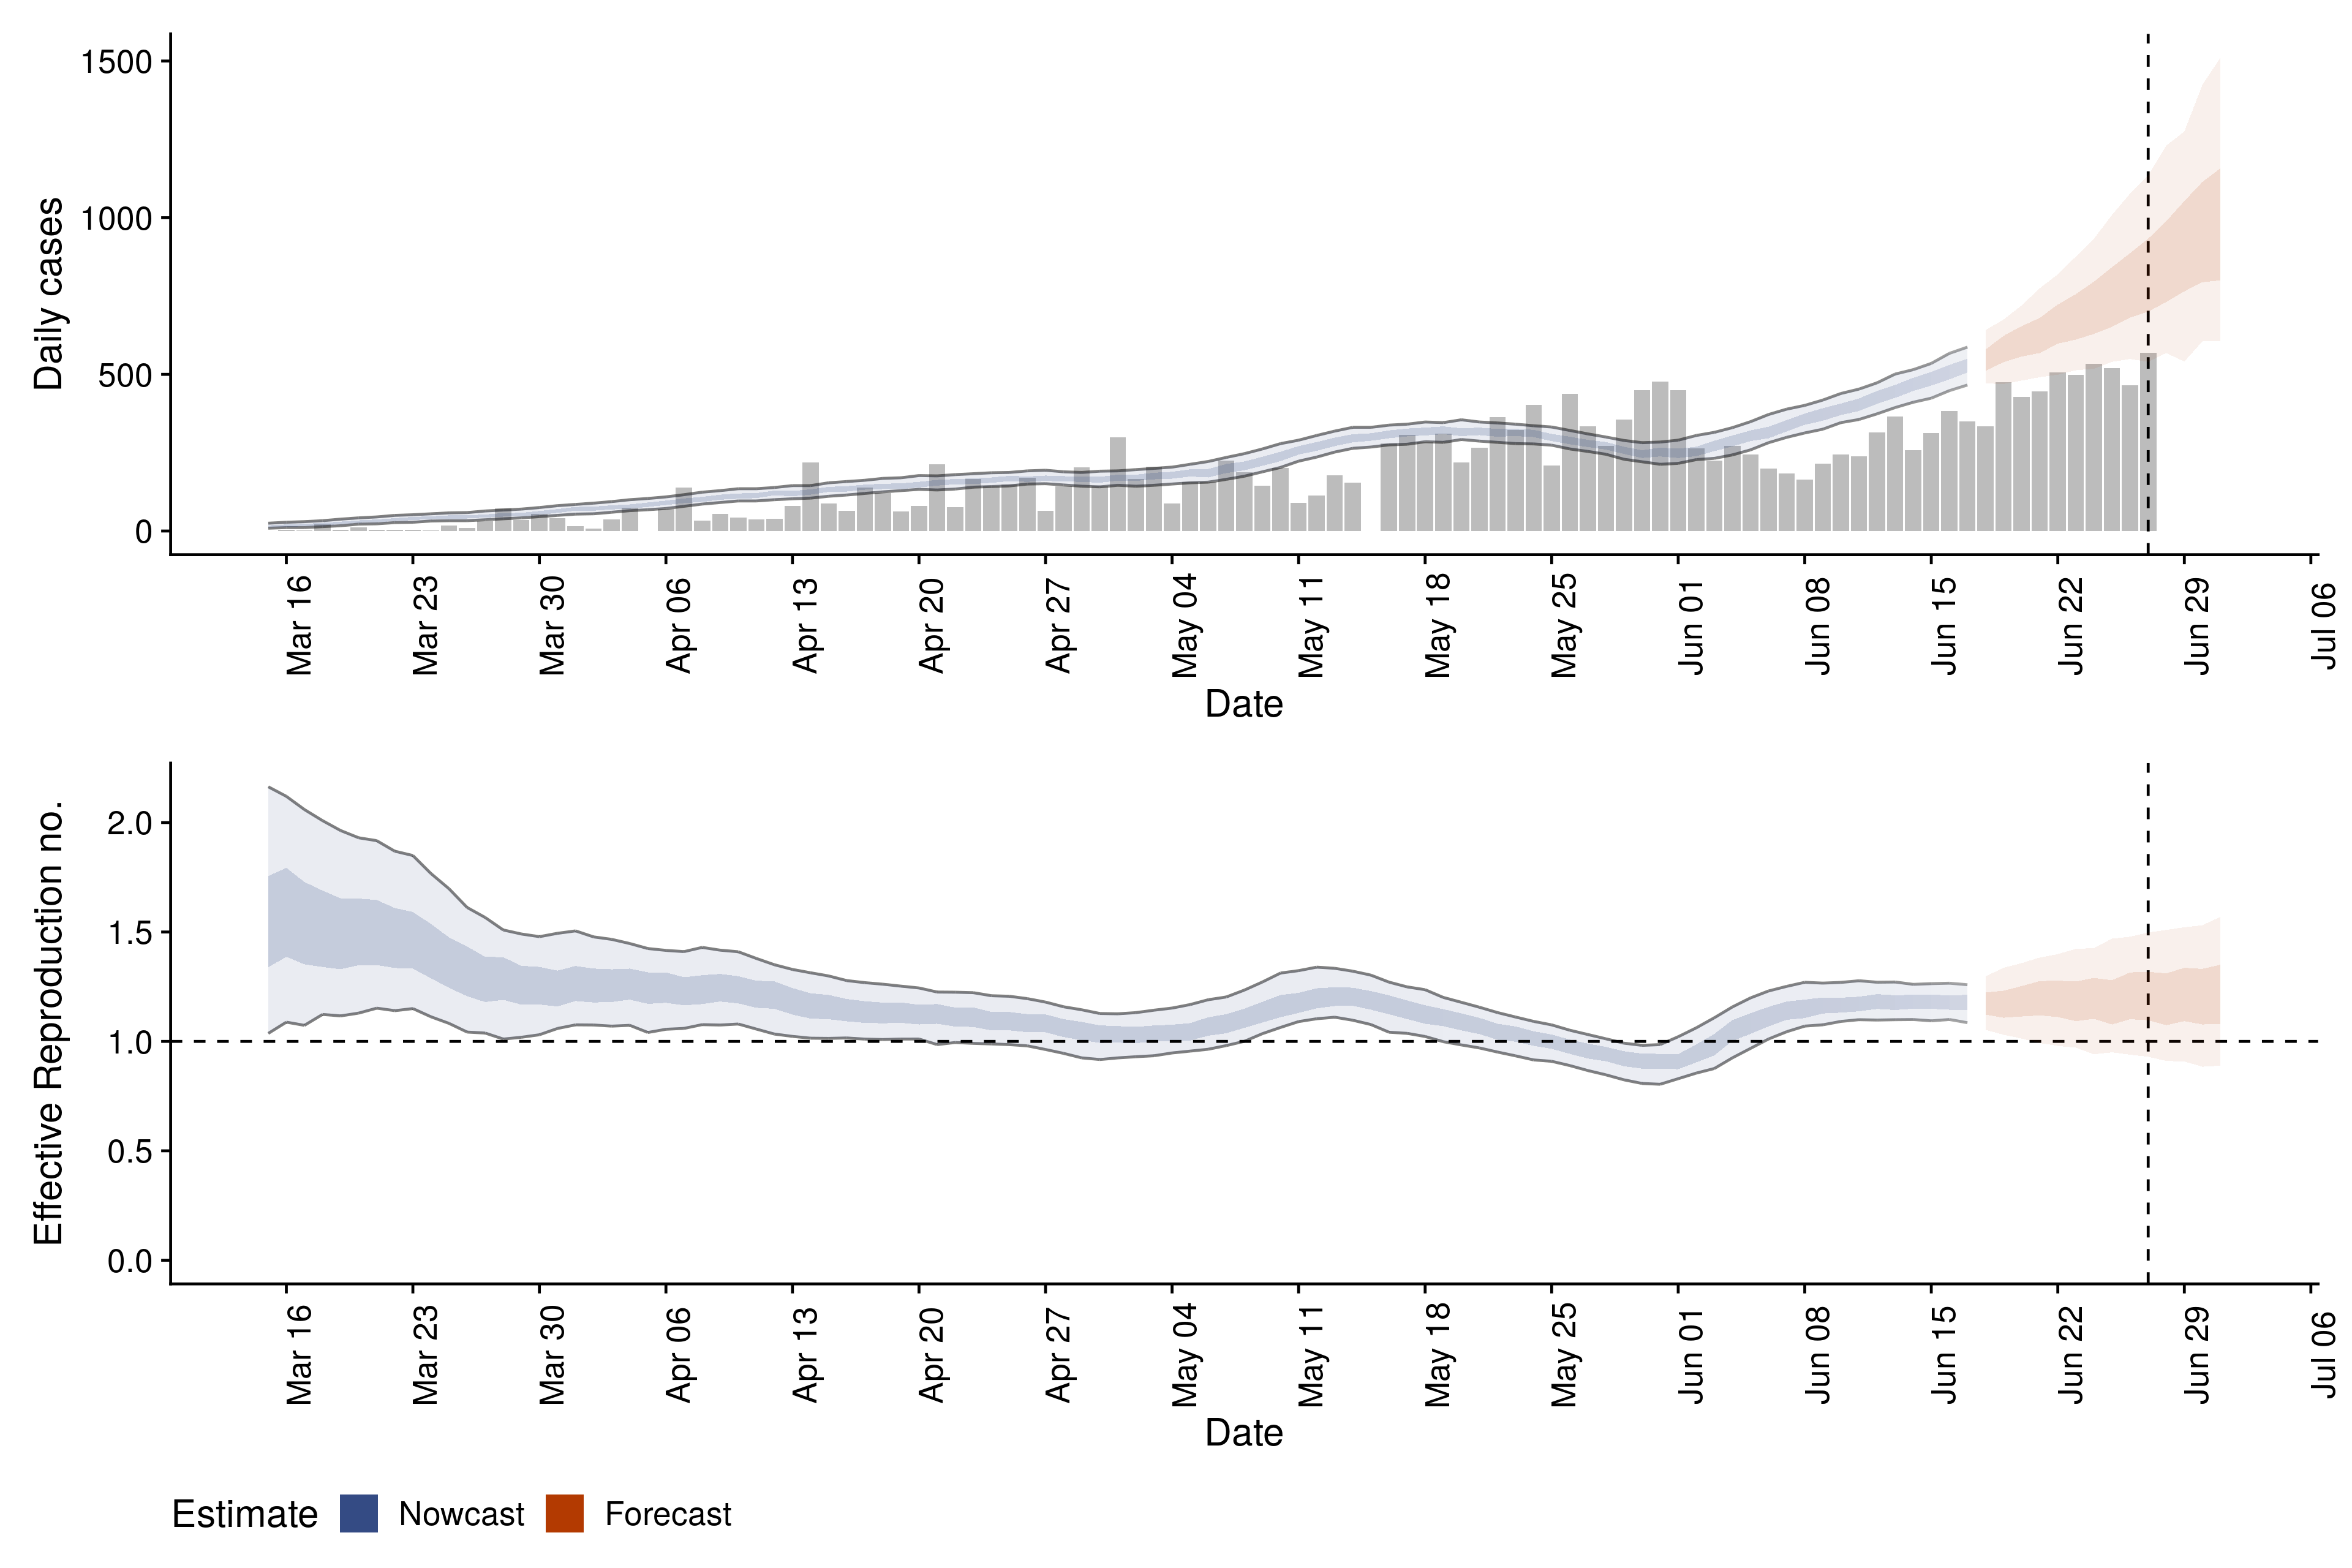 Daily cases
1500
1000
500
0
Mar 16
Mar 23
Mar 30
Apr 06
Apr 13
Apr 20
Apr 27
May 04
May 11
May 18
May 25
Jun 01
Jun 08
Jun 15
Jun 22
Jun 29
Jul 06
Date
Effective Reproduction no.
2.0
1.5
1.0
0.5
0.0
Mar 16
Mar 23
Mar 30
Apr 06
Apr 13
Apr 20
Apr 27
May 04
May 11
May 18
May 25
Jun 01
Jun 08
Jun 15
Jun 22
Jun 29
Jul 06
Date
Estimate Nowcast Forecast